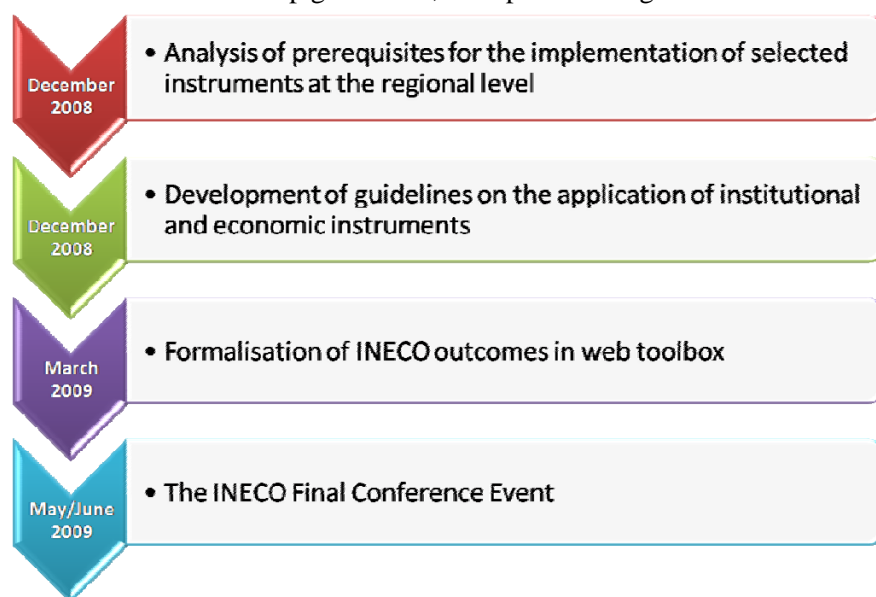 December
2008
• Analysis of prerequisites for the implementation of selected
instruments at the regional level
December
2008
• Development of guidelines on the application of institutional
and economic instruments
March
2009
• Formalisation of INECO outcomes in web toolbox
May/June
2009
• The INECO Final Conference Event